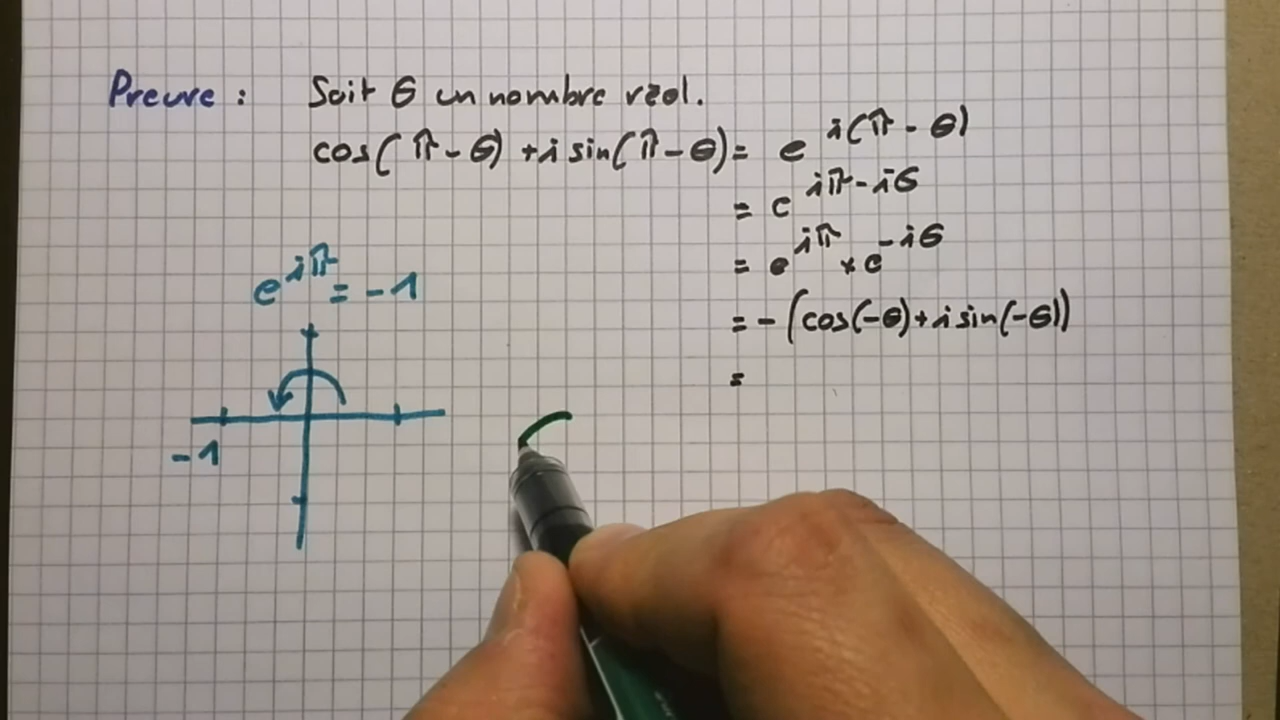 Preuve : Soit θ un nombre réel.
cos(π - θ) + i sin(π - θ) = e^{i(π - θ)}
= e^{iπ - iθ}
= e^{iπ} × e^{-iθ}
= - (cos(-θ) + i sin(-θ))
=
e^{iπ} = -1
-1